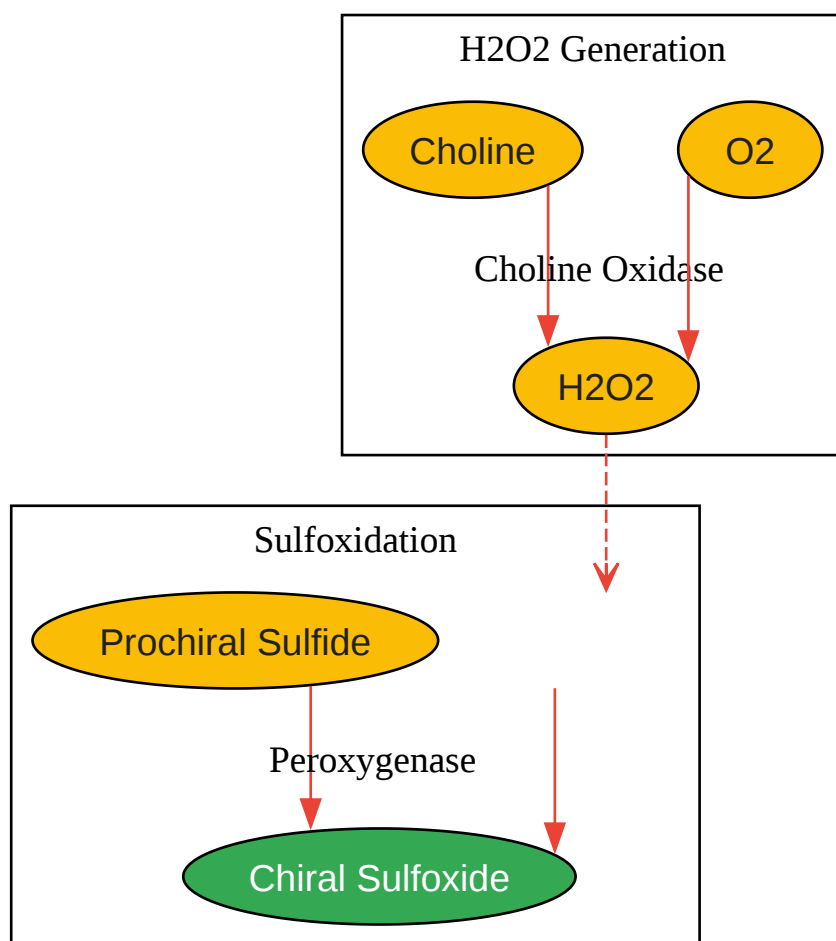 H2O2 Generation
Choline
O2
Choline Oxidase
H2O2
Sulfoxidation
Prochiral Sulfide
Peroxygenase
Chiral Sulfoxide